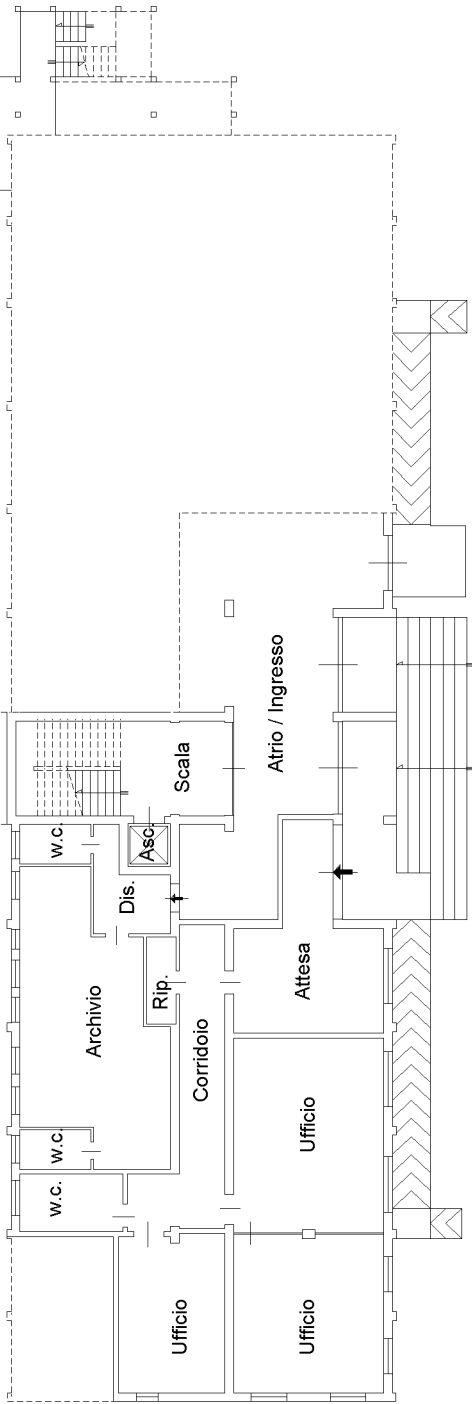 w.c.
w.c.
Ufficio
Archivio
w.c.
Rip.
Dis.
Asc.
Scala
Corridoio
Ufficio
Ufficio
Attesa
Atrio / Ingresso